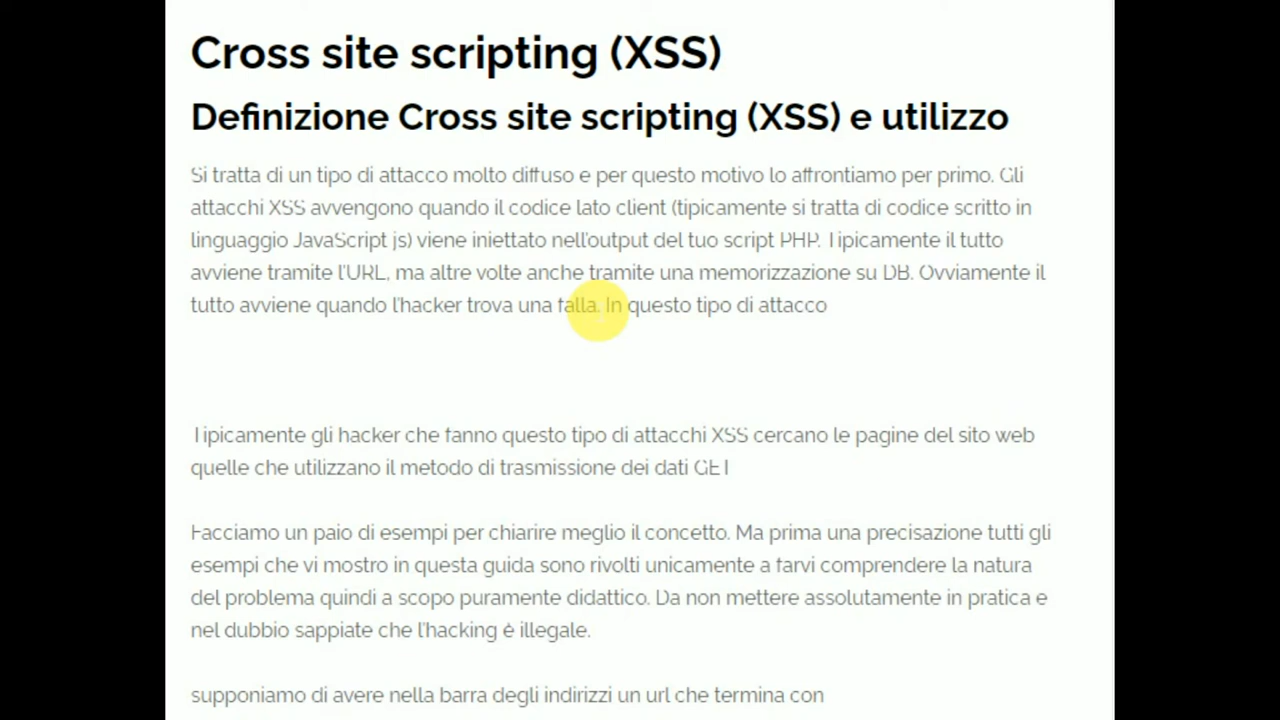 Cross site scripting (XSS)
Definizione Cross site scripting (XSS) e utilizzo
Si tratta di un tipo di attacco molto diffuso e per questo motivo lo affrontiamo per primo. Gli
attacchi XSS avvengono quando il codice lato client (tipicamente si tratta di codice scritto in
linguaggio JavaScript js) viene iniettato nell'output del tuo script PHP. Tipicamente il tutto
avviene tramite l'URL, ma altre volte anche tramite una memorizzazione su DB. Ovviamente il
tutto avviene quando l'hacker trova una falla. In questo tipo di attacco
Tipicamente gli hacker che fanno questo tipo di attacchi XSS cercano le pagine del sito web
quelle che utilizzano il metodo di trasmissione dei dati GET
Facciamo un paio di esempi per chiarire meglio il concetto. Ma prima una precisazione tutti gli
esempi che vi mostro in questa guida sono rivolti unicamente a farvi comprendere la natura
del problema quindi a scopo puramente didattico. Da non mettere assolutamente in pratica e
nel dubbio sappiate che l'hacking è illegale.
supponiamo di avere nella barra degli indirizzi un url che termina con